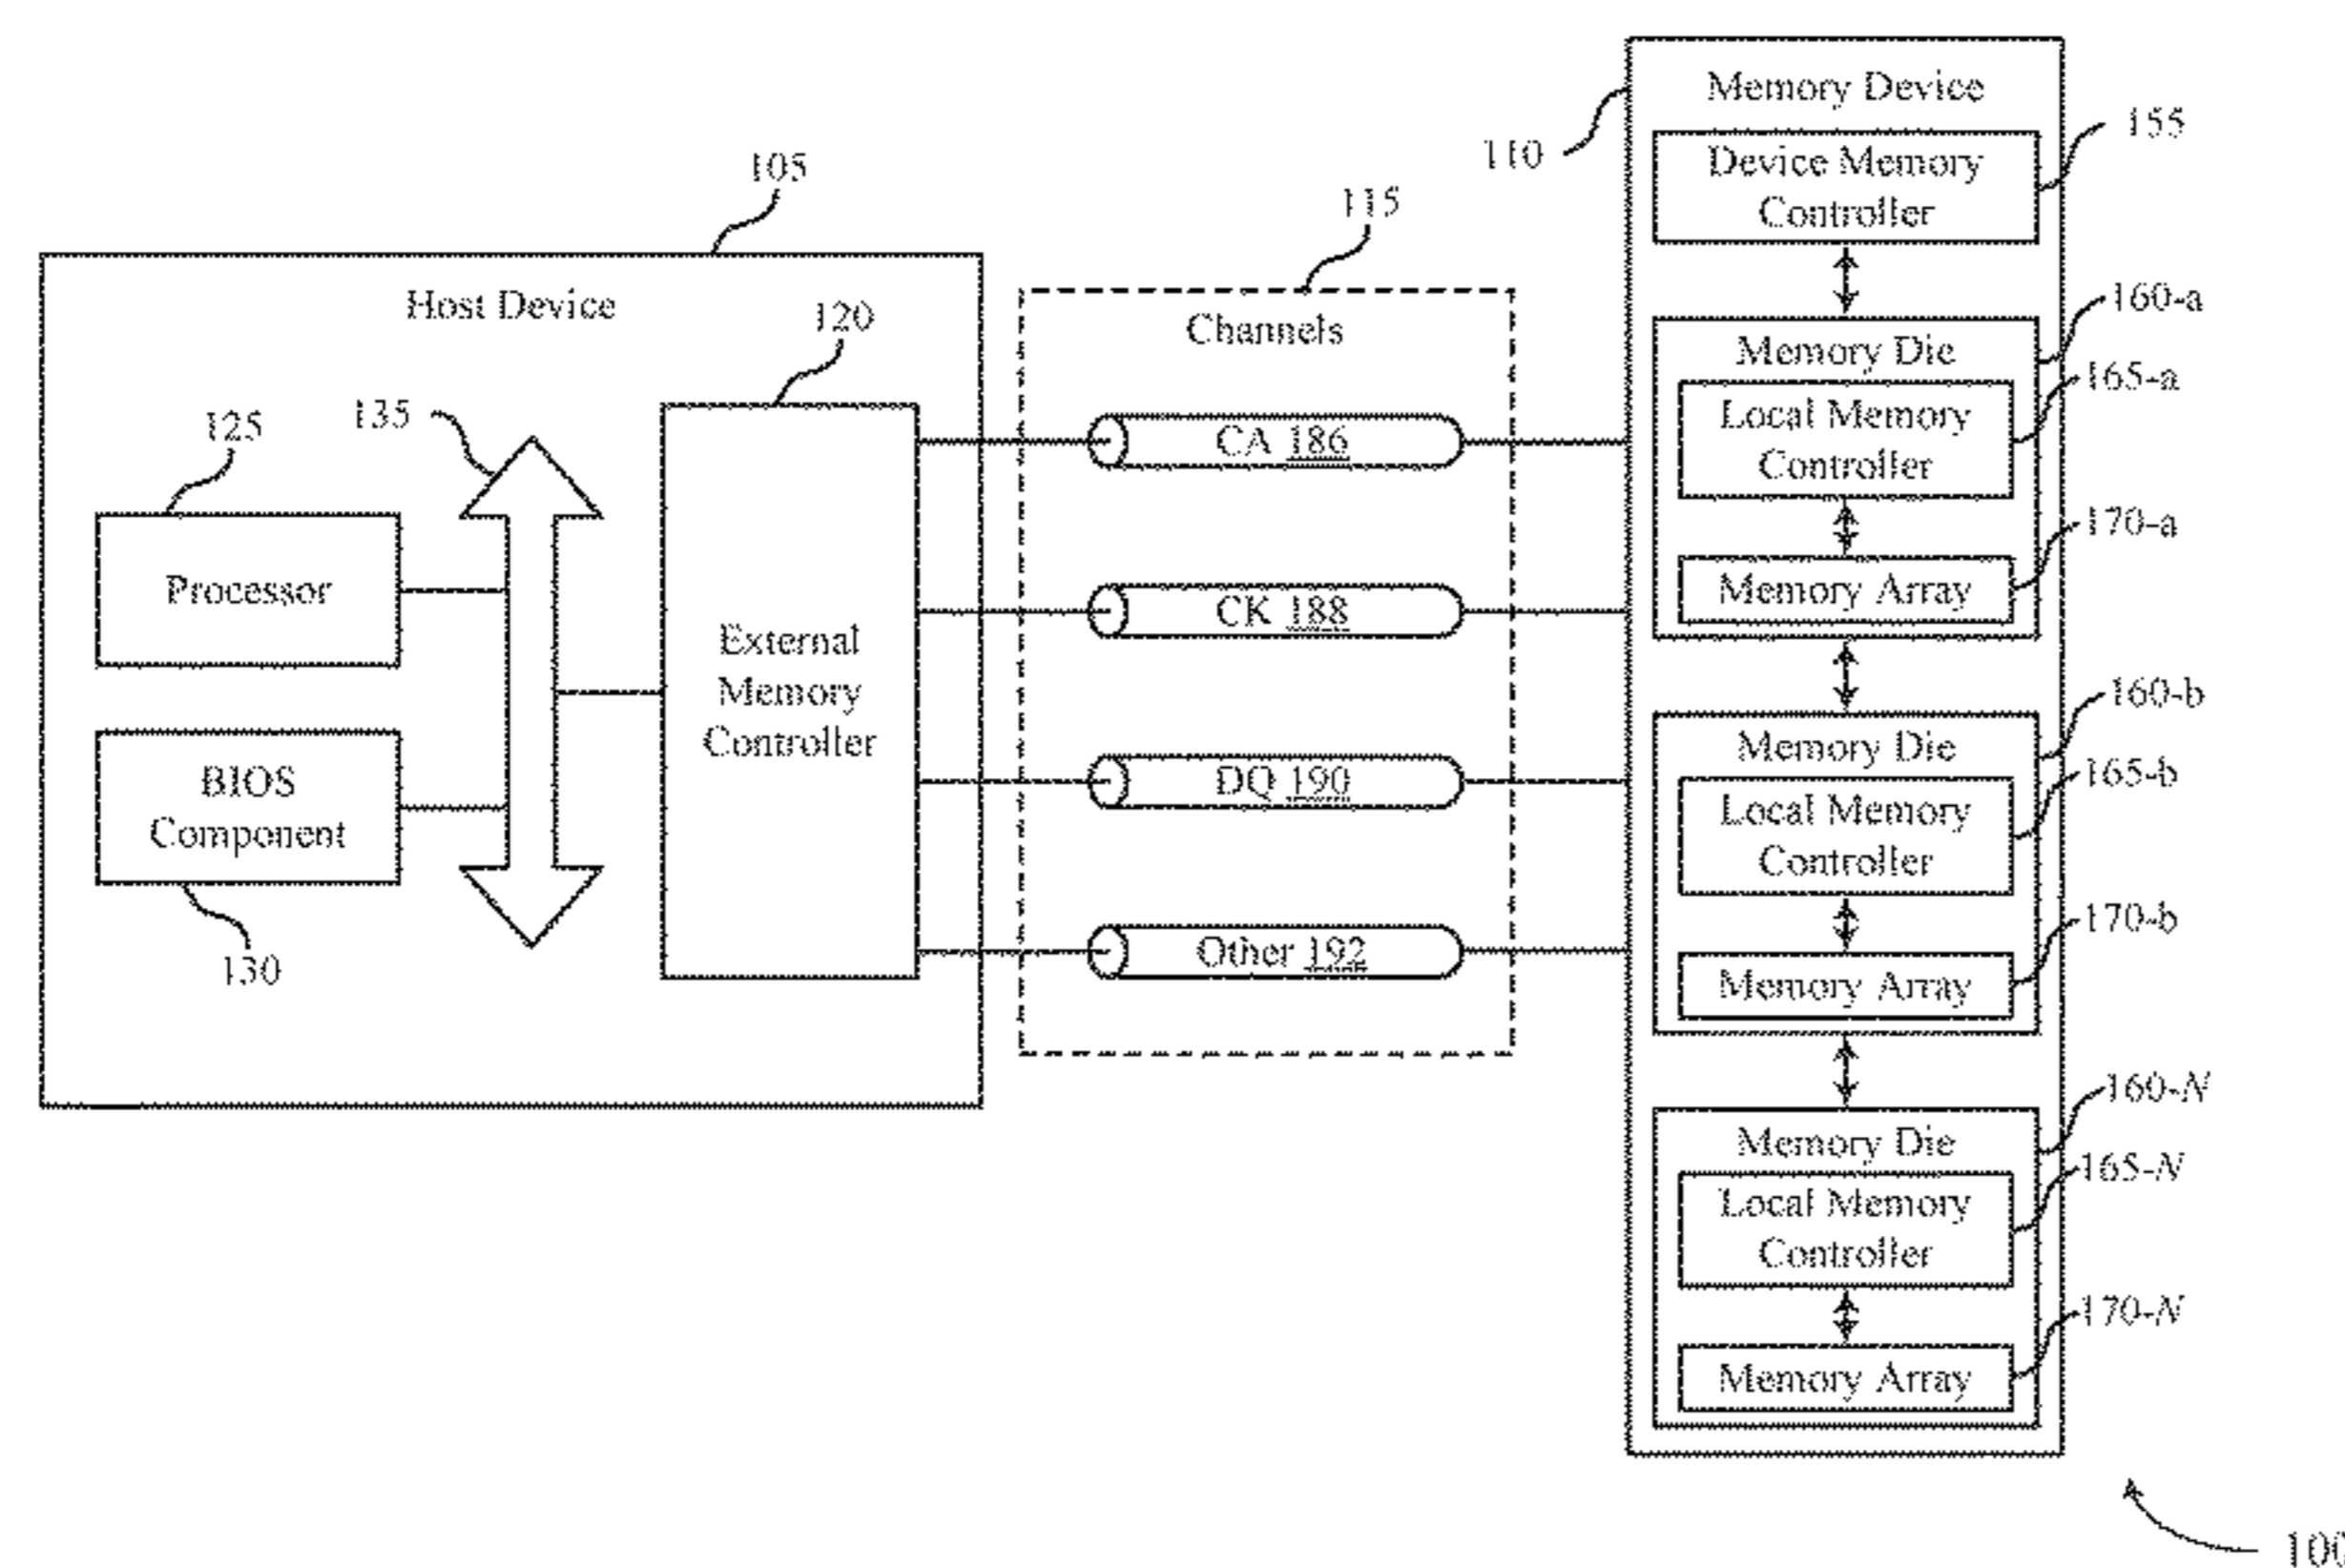 105
Host Device
120
125
135
Processor
External
Memory
Controller
BIOS
Component
130
115
Channels
CA 186
CK 188
DQ 190
Other 192
110
Memory Device
155
Device Memory
Controller
160-a
Memory Die
165-a
Local Memory
Controller
170-a
Memory Array
160-b
Memory Die
165-b
Local Memory
Controller
170-b
Memory Array
160-N
Memory Die
165-N
Local Memory
Controller
170-N
Memory Array
100